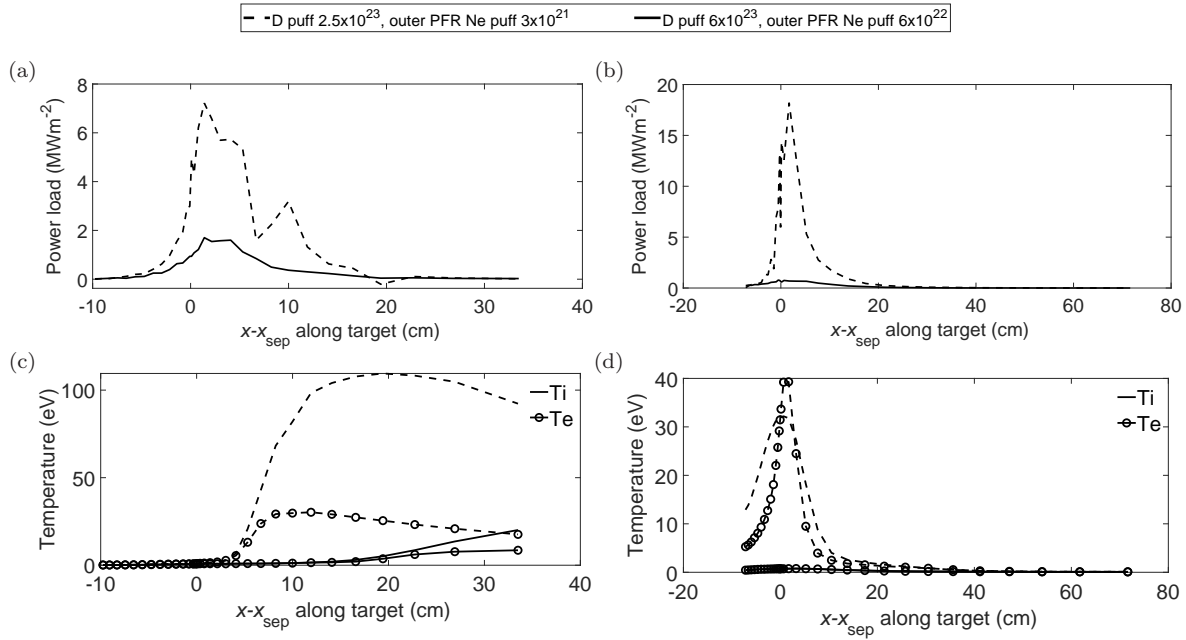 D puff 2.5x10^23, outer PFR Ne puff 3x10^21
D puff 6x10^23, outer PFR Ne puff 6x10^22
(a)
8
6
4
2
0
-10
0
10
20
30
40
Power load (MWm^-2)
x-x_sep along target (cm)
(b)
20
15
10
5
0
-20
0
20
40
60
80
Power load (MWm^-2)
x-x_sep along target (cm)
(c)
100
50
0
-10
0
10
20
30
40
Temperature (eV)
x-x_sep along target (cm)
Ti
Te
(d)
40
30
20
10
0
-20
0
20
40
60
80
Temperature (eV)
x-x_sep along target (cm)
Ti
Te